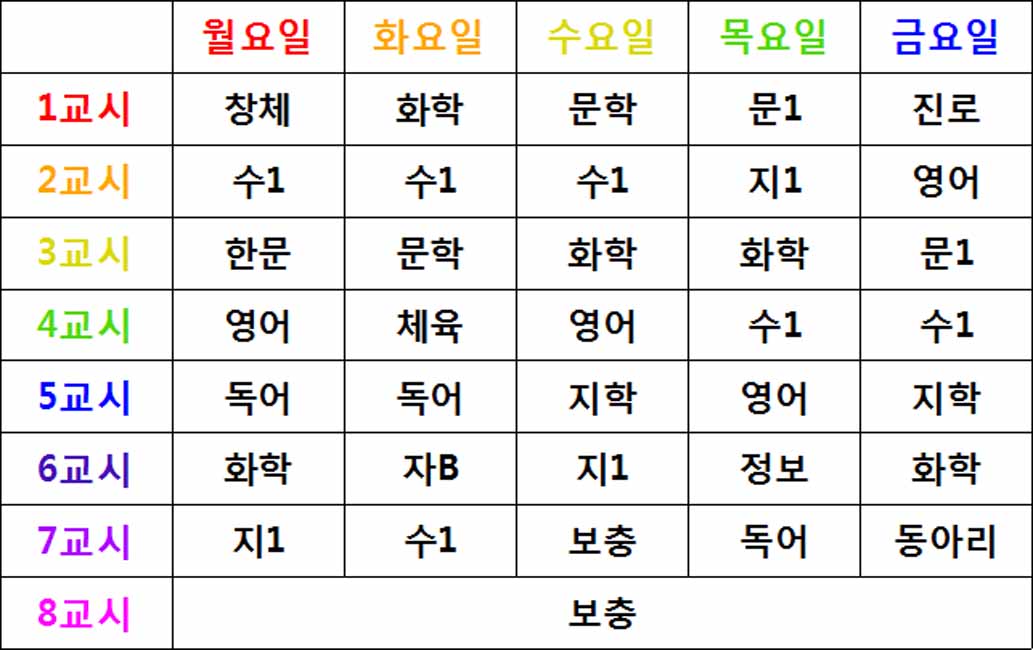 월요일 화요일 수요일 목요일 금요일
1교시 창체 화학 문학 문1 진로
2교시 수1 수1 수1 지1 영어
3교시 한문 문학 화학 화학 문1
4교시 영어 체육 영어 수1 수1
5교시 독어 독어 지학 영어 지학
6교시 화학 자B 지1 정보 화학
7교시 지1 수1 보충 독어 동아리
8교시 보충